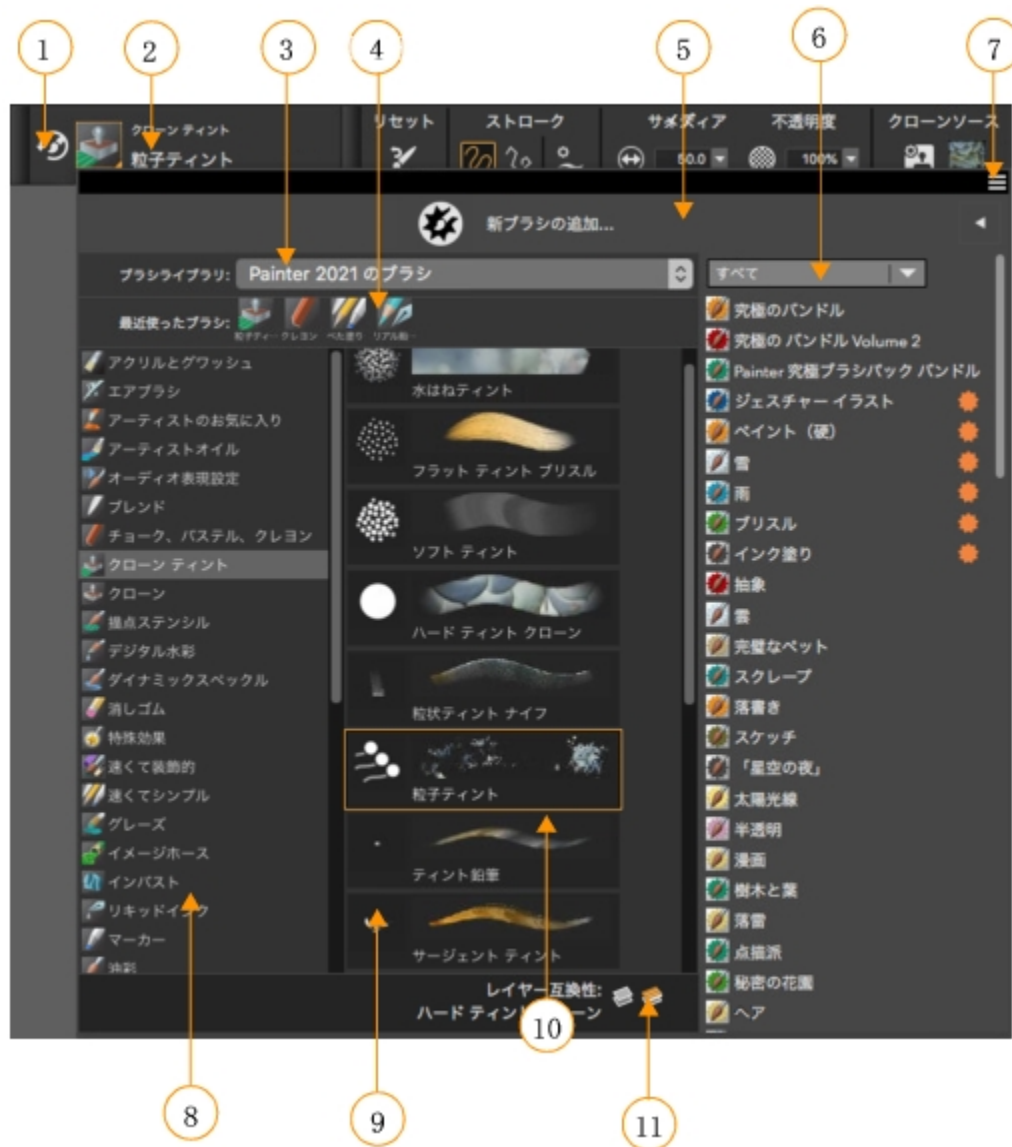 1 2 3 4 5 6 7
クローン ティント
粒子ティント
リセット ストローク サイズ 不透明度 クローンソース
50.0 100%
新ブラシの追加...
ブラシライブラリ: Painter 2021 のブラシ
すべて
最近使ったブラシ:
粒子ティ… クレヨン べた塗り リアル鉛…
アクリルとグワッシュ
エアブラシ
アーティストのお気に入り
アーティストオイル
オーディオ表現設定
ブレンド
チョーク、パステル、クレヨン
クローン ティント
クローン
描点ステンシル
デジタル水彩
ダイナミックスペックル
消しゴム
特殊効果
速くて装飾的
速くてシンプル
グレーズ
イメージホース
インパスト
リキッドインク
マーカー
油彩
水はねティント
フラット ティント ブリスル
ソフト ティント
ハード ティント クローン
粒状ティント ナイフ
粒子ティント
ティント鉛筆
サージェント ティント
究極のバンドル
究極の バンドル Volume 2
Painter 究極ブラシパック バンドル
ジェスチャー イラスト
ペイント（硬）
雪
雨
ブリスル
インク塗り
抽象
雲
完璧なペット
スクレープ
落書き
スケッチ
「星空の夜」
太陽光線
半透明
漫画
樹木と葉
落雷
点描派
秘密の花園
ヘア
レイヤー互換性:
ハード ティント クローン
8 9 10 11